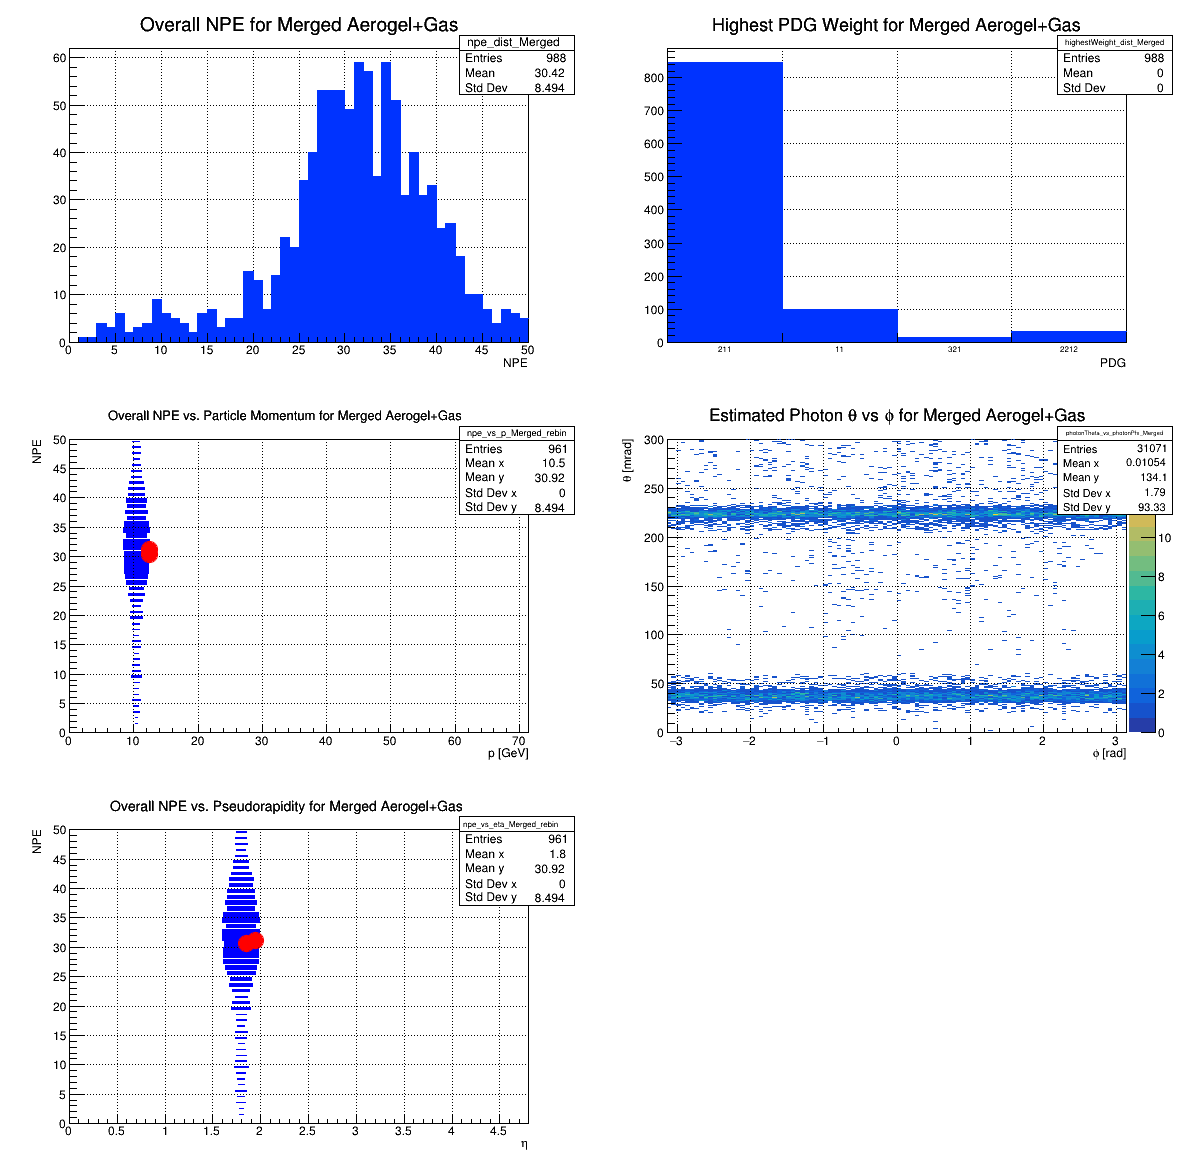 Overall NPE for Merged Aerogel+Gas
npe_dist_Merged
Entries 988
Mean 30.42
Std Dev 8.494
60
50
40
30
20
10
0
0 5 10 15 20 25 30 35 40 45 50
NPE
Highest PDG Weight for Merged Aerogel+Gas
highestWeight_dist_Merged
Entries 988
Mean 0
Std Dev 0
800
700
600
500
400
300
200
100
0
211 11 321 2212
PDG
Overall NPE vs. Particle Momentum for Merged Aerogel+Gas
npe_vs_p_Merged_rebin
Entries 961
Mean x 10.5
Mean y 30.92
Std Dev x 0
Std Dev y 8.494
NPE
50
45
40
35
30
25
20
15
10
5
0
0 10 20 30 40 50 60 70
p [GeV]
Estimated Photon θ vs ϕ for Merged Aerogel+Gas
photonTheta_vs_photonPhi_Merged
Entries 31071
Mean x 0.01054
Mean y 134.1
Std Dev x 1.79
Std Dev y 93.33
θ [mrad]
300
250
200
150
100
50
0
−3 −2 −1 0 1 2 3
ϕ [rad]
10
8
6
4
2
0
Overall NPE vs. Pseudorapidity for Merged Aerogel+Gas
npe_vs_eta_Merged_rebin
Entries 961
Mean x 1.8
Mean y 30.92
Std Dev x 0
Std Dev y 8.494
NPE
50
45
40
35
30
25
20
15
10
5
0
0 0.5 1 1.5 2 2.5 3 3.5 4 4.5
η